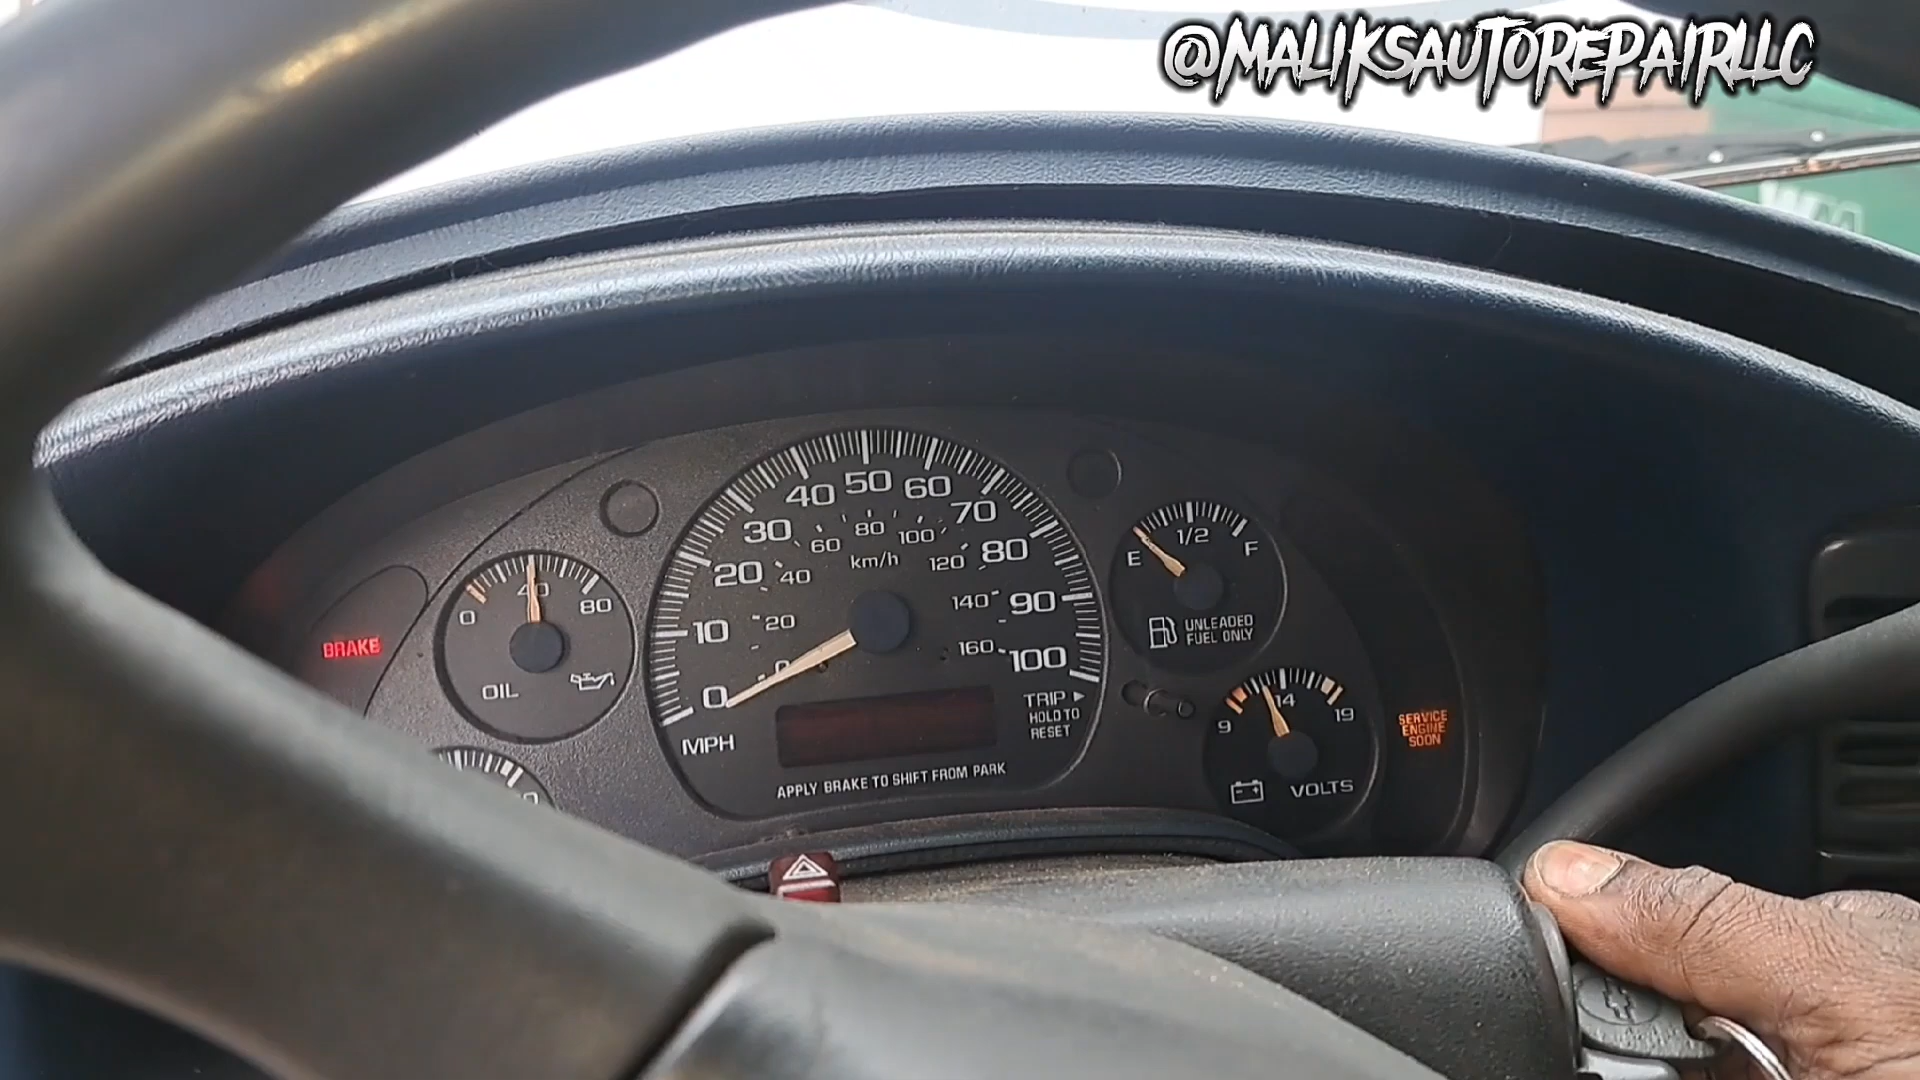 @MALIKSAUTOREPAIRLLC
BRAKE
0 40 80
OIL
0 10 20 30 40 50 60 70 80 90 100
0 20 40 60 80 100 120 140 160
km/h
MPH
TRIP
HOLD TO
RESET
APPLY BRAKE TO SHIFT FROM PARK
E 1/2 F
UNLEADED
FUEL ONLY
9 14 19
VOLTS
SERVICE
ENGINE
SOON